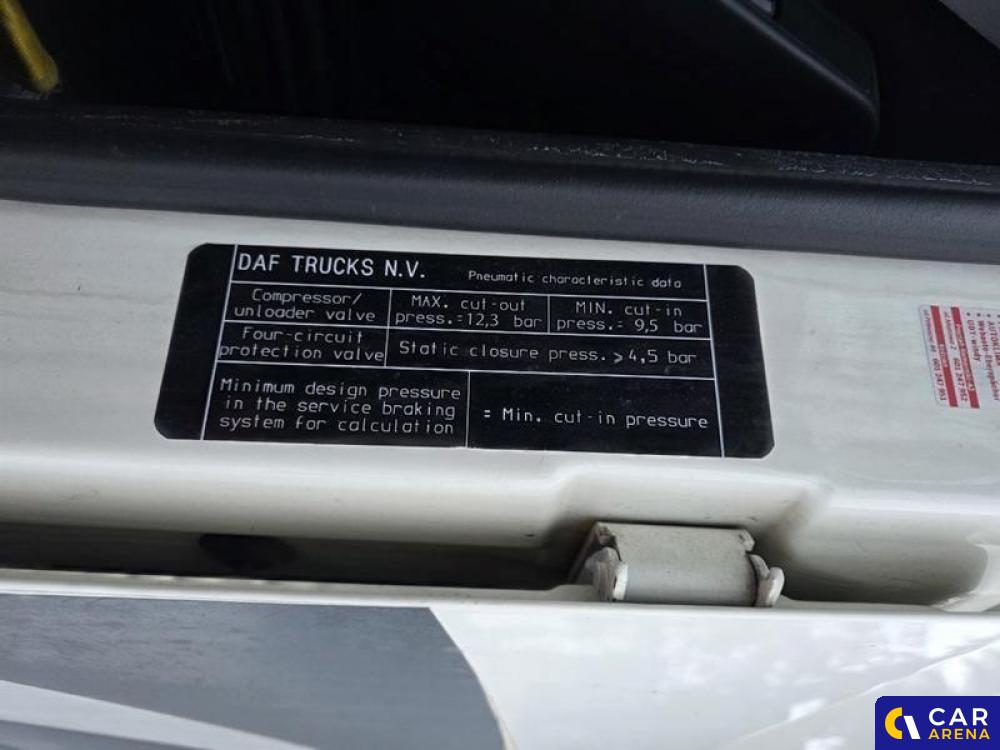 DAF TRUCKS N.V.
Pneumatic characteristic data
Compressor/
unloader valve
MAX. cut-out
press.=12,3 bar
MIN. cut-in
press.= 9,5 bar
Four-circuit
protection valve
Static closure press. > 4,5 bar
Minimum design pressure
in the service braking
system for calculation
= Min. cut-in pressure
CAR
ARENA